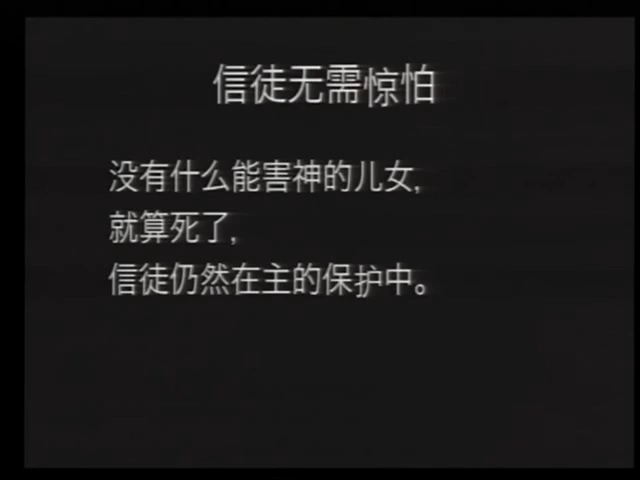 信徒无需惊怕
没有什么能害神的儿女,
就算死了,
信徒仍然在主的保护中。